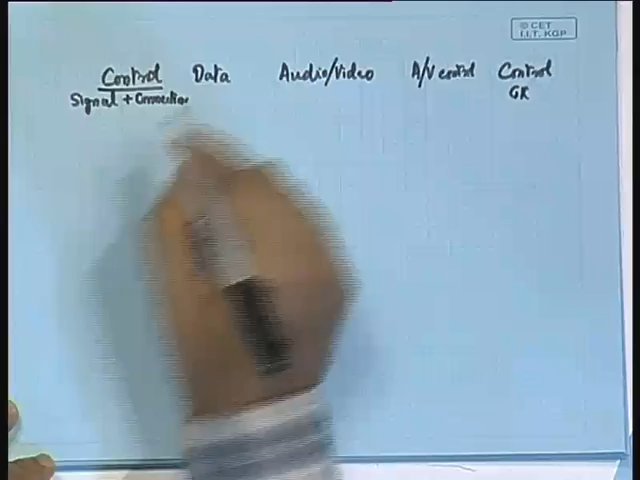 © CET
I.I.T. KGP
Control Data Audio/Video A/V control Control
Signal + Connection GK